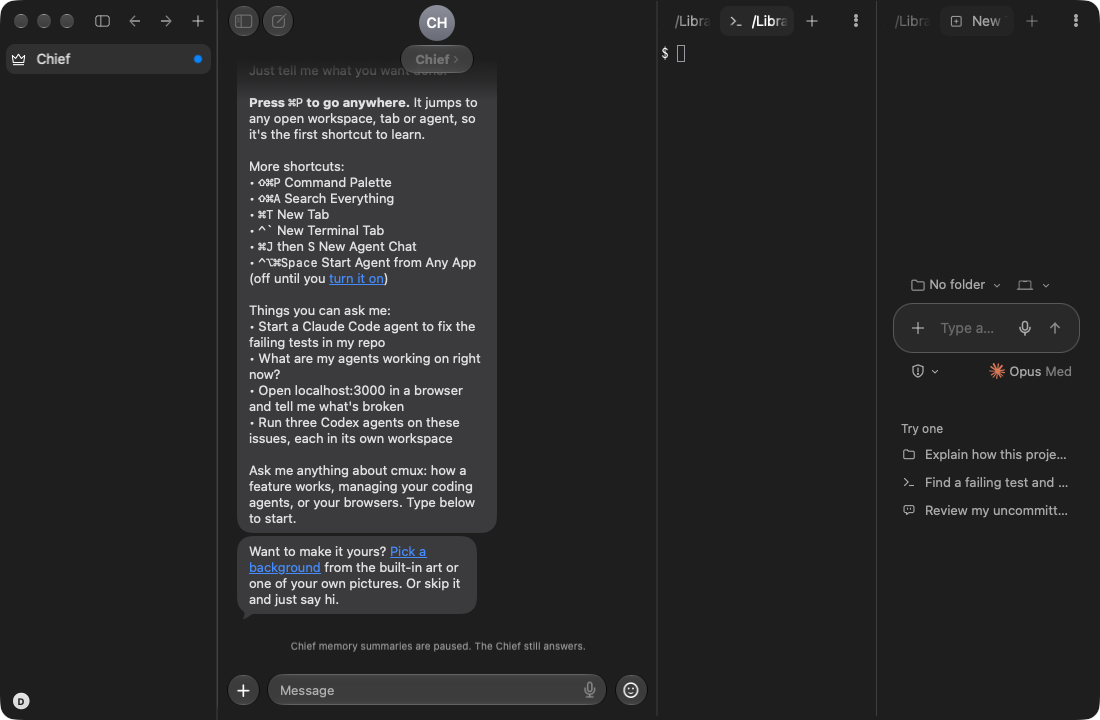 Chief
D
CH
Chief ›
Just tell me what you want done.
Press ⌘P to go anywhere. It jumps to
any open workspace, tab or agent, so
it's the first shortcut to learn.
More shortcuts:
• ⇧⌘P Command Palette
• ⇧⌘A Search Everything
• ⌘T New Tab
• ^` New Terminal Tab
• ⌘J then S New Agent Chat
• ^⌥⌘Space Start Agent from Any App
(off until you turn it on)
Things you can ask me:
• Start a Claude Code agent to fix the
failing tests in my repo
• What are my agents working on right
now?
• Open localhost:3000 in a browser
and tell me what's broken
• Run three Codex agents on these
issues, each in its own workspace
Ask me anything about cmux: how a
feature works, managing your coding
agents, or your browsers. Type below
to start.
Want to make it yours? Pick a
background from the built-in art or
one of your own pictures. Or skip it
and just say hi.
Chief memory summaries are paused. The Chief still answers.
Message
/Libra
/Libra
$
/Libra
New
No folder
Type a...
Opus Med
Try one
Explain how this proje...
Find a failing test and ...
Review my uncommitt...